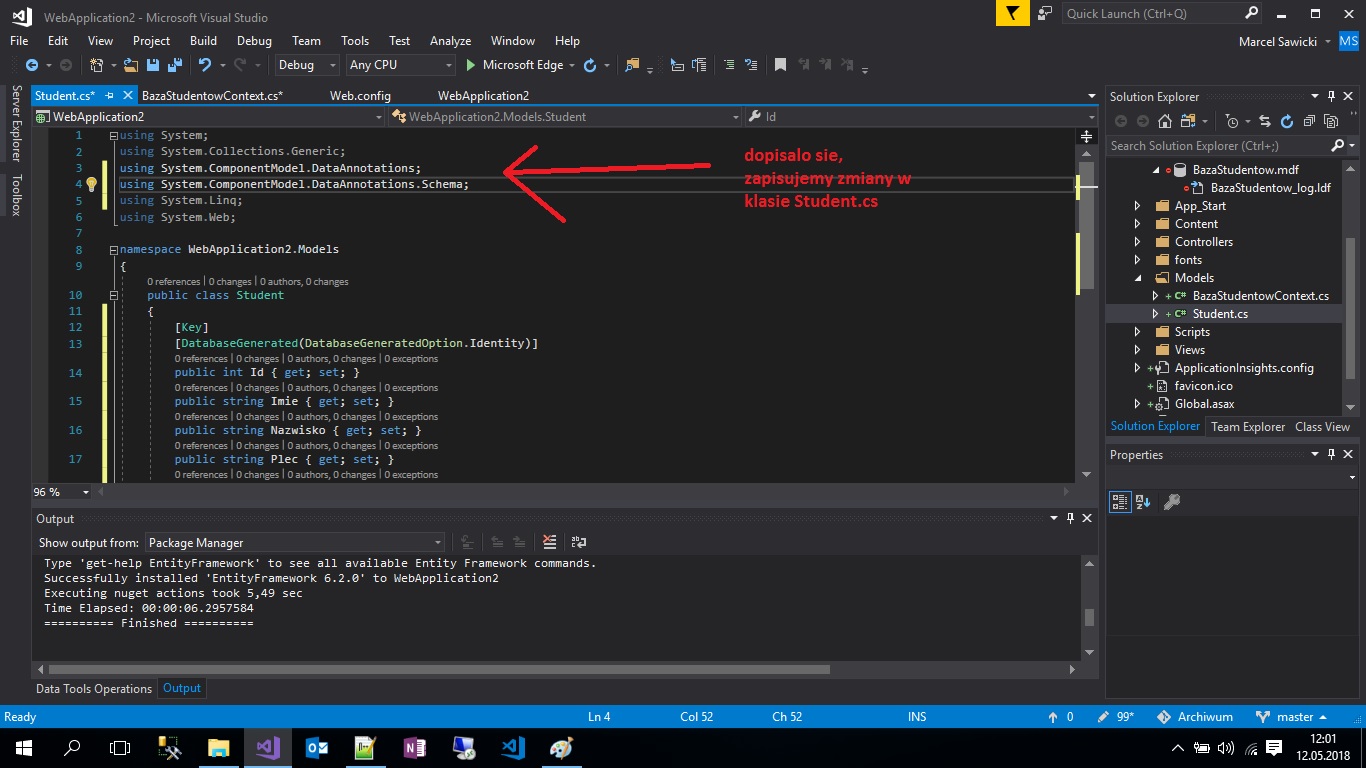 WebApplication2 - Microsoft Visual Studio
Quick Launch (Ctrl+Q)
File Edit View Project Build Debug Team Tools Test Analyze Window Help
Marcel Sawicki MS
Debug Any CPU Microsoft Edge
Server Explorer
Toolbox
Student.cs* BazaStudentowContext.cs* Web.config WebApplication2
WebApplication2 WebApplication2.Models.Student Id
1 using System;
2 using System.Collections.Generic;
3 using System.ComponentModel.DataAnnotations;
4 using System.ComponentModel.DataAnnotations.Schema;
5 using System.Linq;
6 using System.Web;
7
8 namespace WebApplication2.Models
9 {
0 references | 0 changes | 0 authors, 0 changes
10 public class Student
11 {
12 [Key]
13 [DatabaseGenerated(DatabaseGeneratedOption.Identity)]
0 references | 0 changes | 0 authors, 0 changes | 0 exceptions
14 public int Id { get; set; }
0 references | 0 changes | 0 authors, 0 changes | 0 exceptions
15 public string Imie { get; set; }
0 references | 0 changes | 0 authors, 0 changes | 0 exceptions
16 public string Nazwisko { get; set; }
0 references | 0 changes | 0 authors, 0 changes | 0 exceptions
17 public string Plec { get; set; }
0 references | 0 changes | 0 authors, 0 changes | 0 exceptions
dopisalo sie,
zapisujemy zmiany w
klasie Student.cs
96 %
Solution Explorer
Search Solution Explorer (Ctrl+;)
BazaStudentow.mdf
BazaStudentow_log.ldf
App_Start
Content
Controllers
fonts
Models
BazaStudentowContext.cs
Student.cs
Scripts
Views
ApplicationInsights.config
favicon.ico
Global.asax
Solution Explorer Team Explorer Class View
Properties
Output
Show output from: Package Manager
Type 'get-help EntityFramework' to see all available Entity Framework commands.
Successfully installed 'EntityFramework 6.2.0' to WebApplication2
Executing nuget actions took 5,49 sec
Time Elapsed: 00:00:06.2957584
========== Finished ==========
Data Tools Operations Output
Ready Ln 4 Col 52 Ch 52 INS 0 99* Archiwum master
12:01
12.05.2018